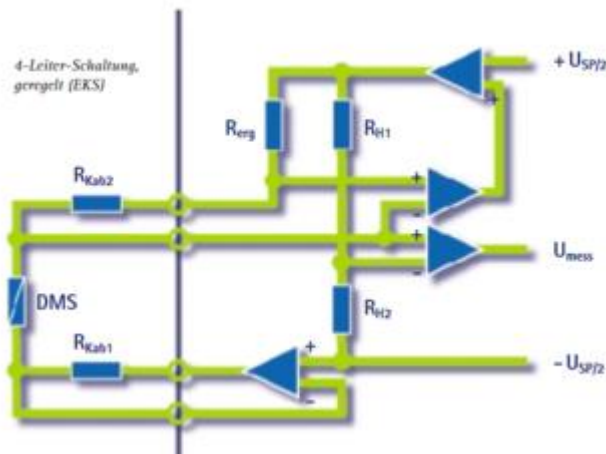 4-Leiter-Schaltung,
geregelt (EKS)
+ U_SP/2
+
R_erg
R_H1
R_Kab2
+
-
+
-
U_mess
DMS
R_H2
R_Kab1
+
-
- U_SP/2